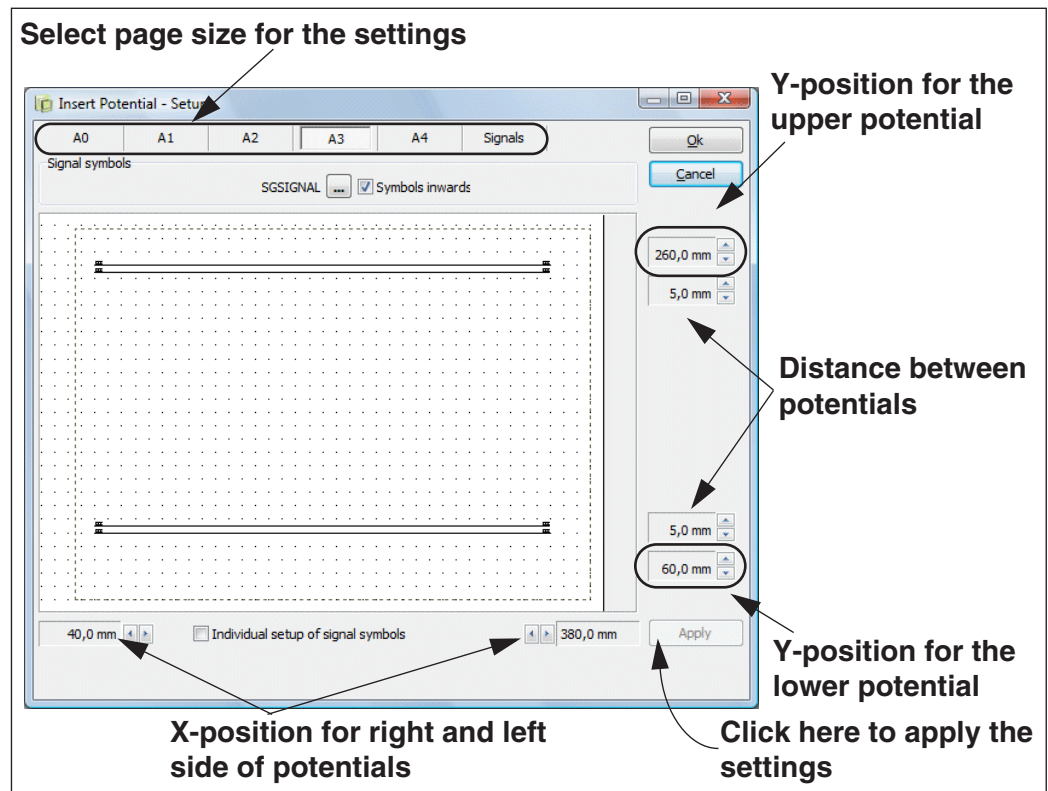 Select page size for the settings
Insert Potential - Setu
Y-position for the
upper potential
A0 A1 A2 A3 A4 Signals
Ok
Signal symbols
Cancel
SGSIGNAL ... Symbols inwards
260,0 mm
5,0 mm
Distance between
potentials
5,0 mm
60,0 mm
40,0 mm Individual setup of signal symbols 380,0 mm Apply
Y-position for the
lower potential
X-position for right and left
side of potentials
Click here to apply the
settings